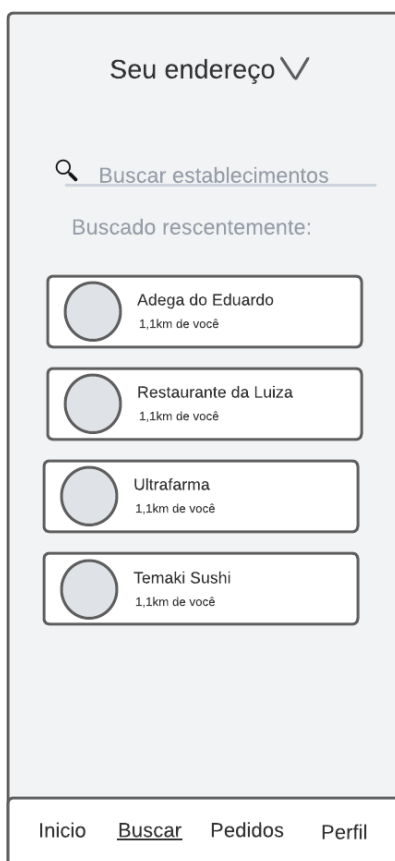 Seu endereço
Buscar establecimentos
Buscado rescentemente:
Adega do Eduardo
1,1km de você
Restaurante da Luiza
1,1km de você
Ultrafarma
1,1km de você
Temaki Sushi
1,1km de você
Inicio Buscar Pedidos Perfil